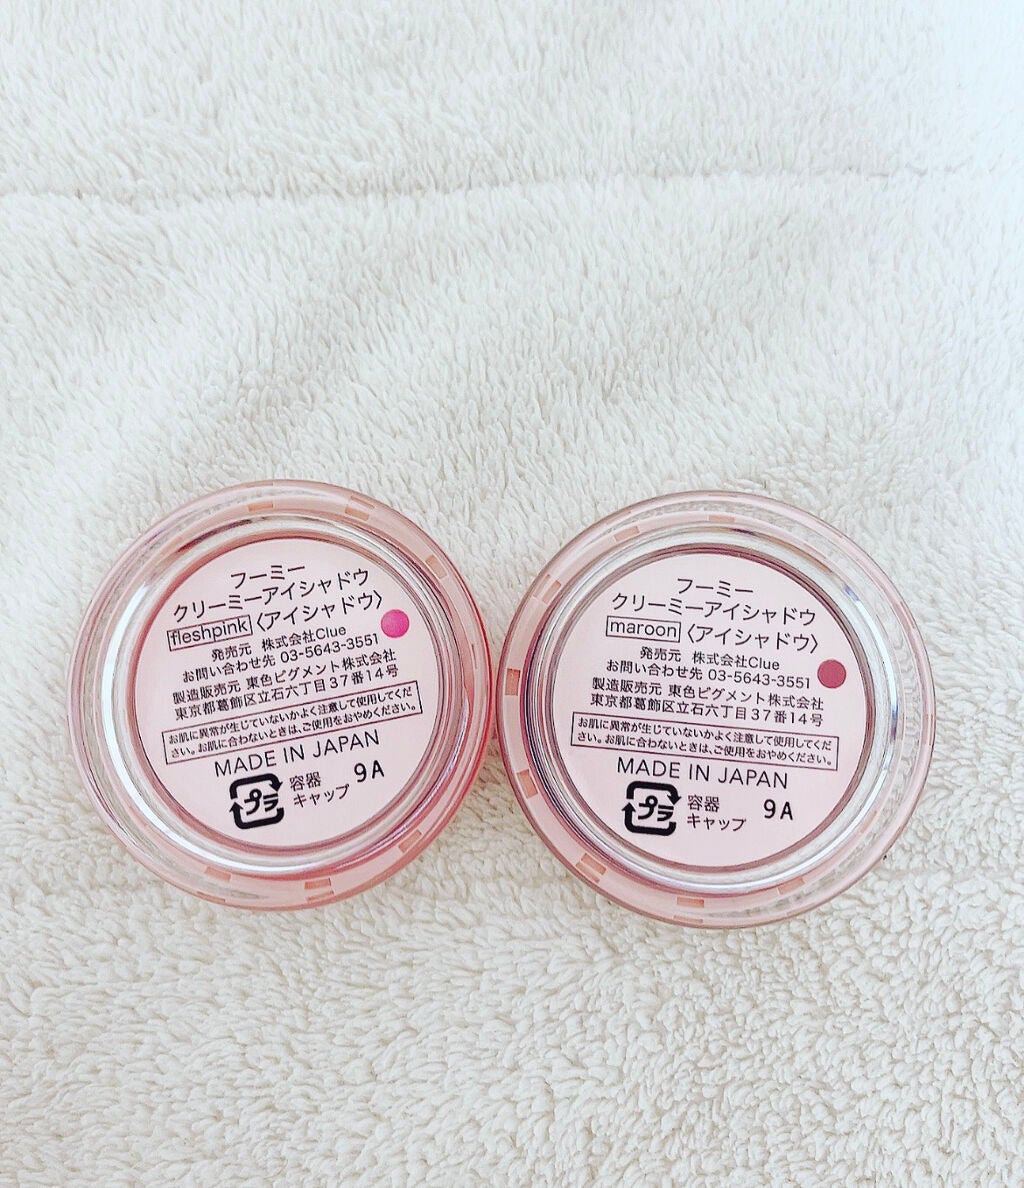 フーミー
クリーミーアイシャドウ
fleshpink〈アイシャドウ〉
発売元 株式会社Clue
お問い合わせ先 03-5643-3551
製造販売元 東色ピグメント株式会社
東京都葛飾区立石六丁目37番14号
お肌に異常が生じていないかよく注意して使用してくだ
さい。お肌に合わないときは、ご使用をおやめください。
MADE IN JAPAN
プラ
容器
キャップ
9A
フーミー
クリーミーアイシャドウ
maroon〈アイシャドウ〉
発売元 株式会社Clue
お問い合わせ先 03-5643-3551
製造販売元 東色ピグメント株式会社
東京都葛飾区立石六丁目37番14号
お肌に異常が生じていないかよく注意して使用してくだ
さい。お肌に合わないときは、ご使用をおやめください。
MADE IN JAPAN
プラ
容器
キャップ
9A